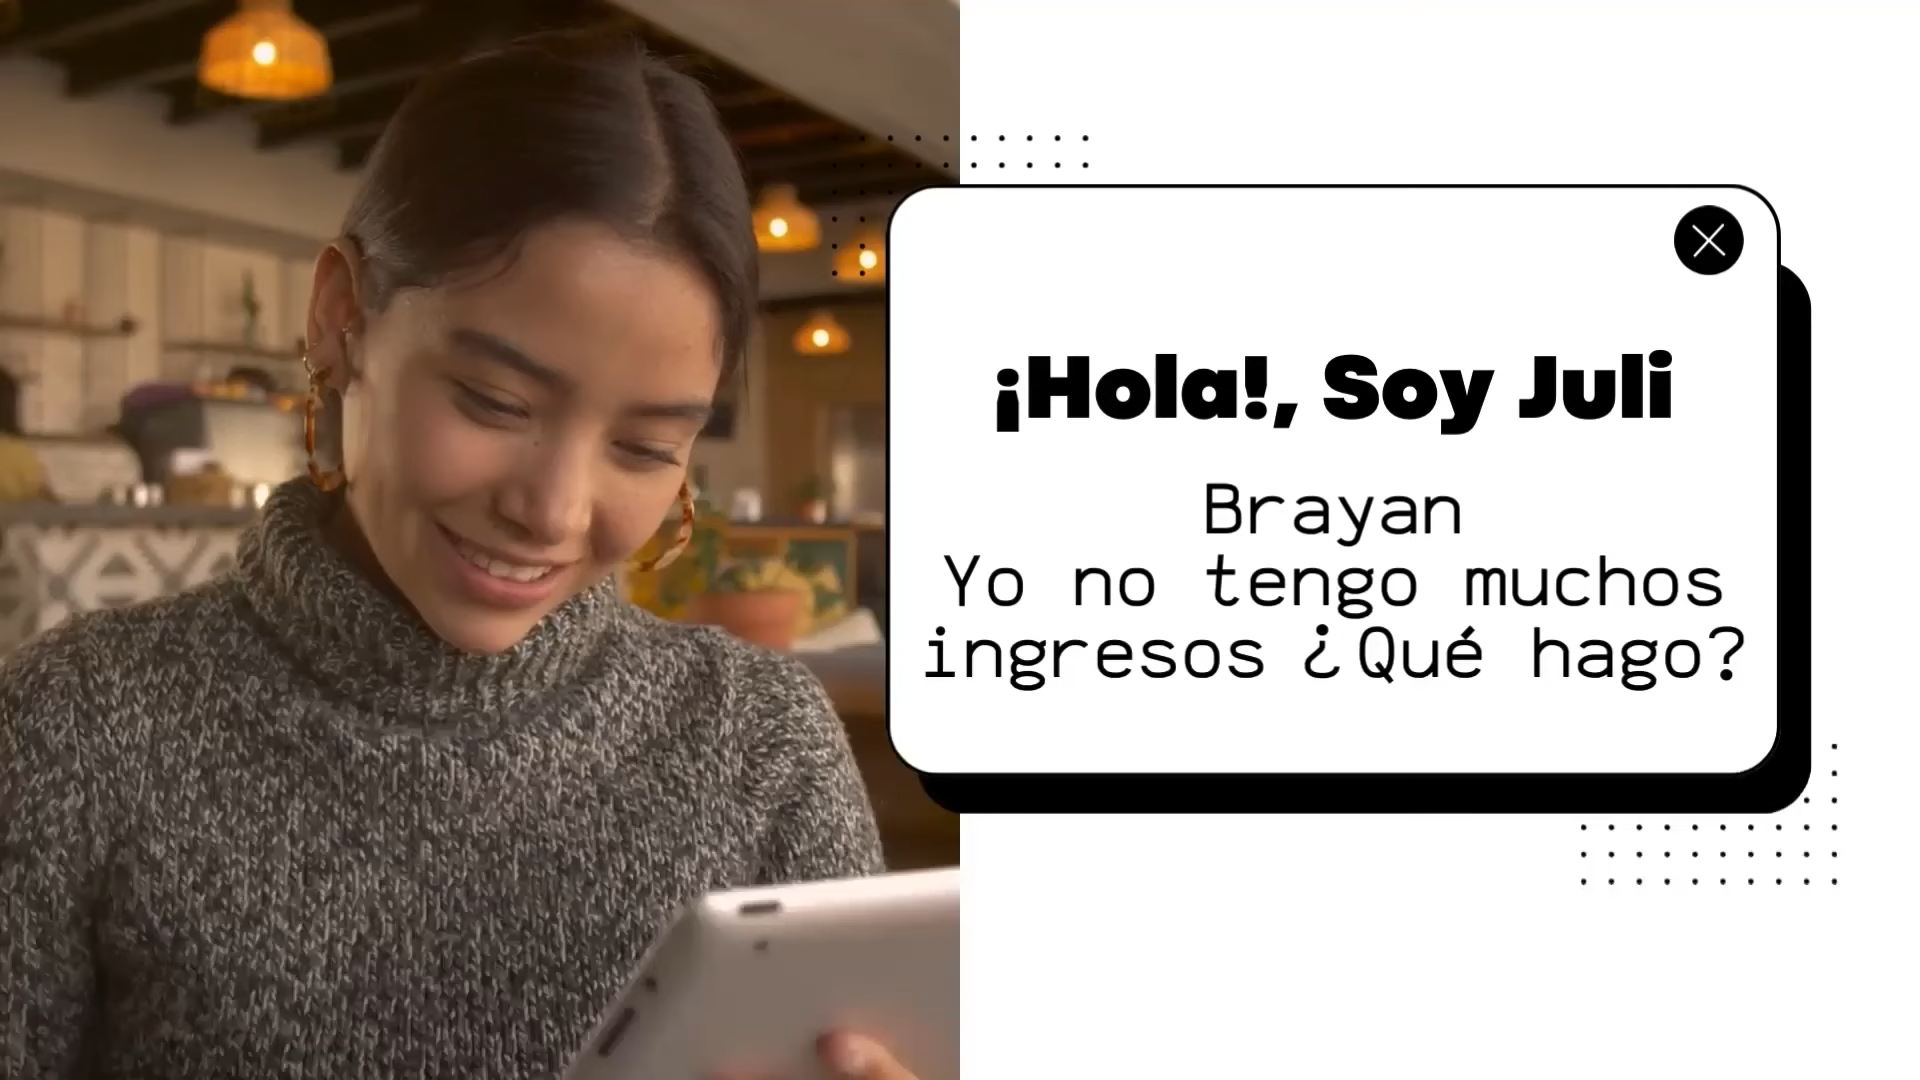 ¡Hola!, Soy Juli
Brayan
Yo no tengo muchos
ingresos ¿Qué hago?